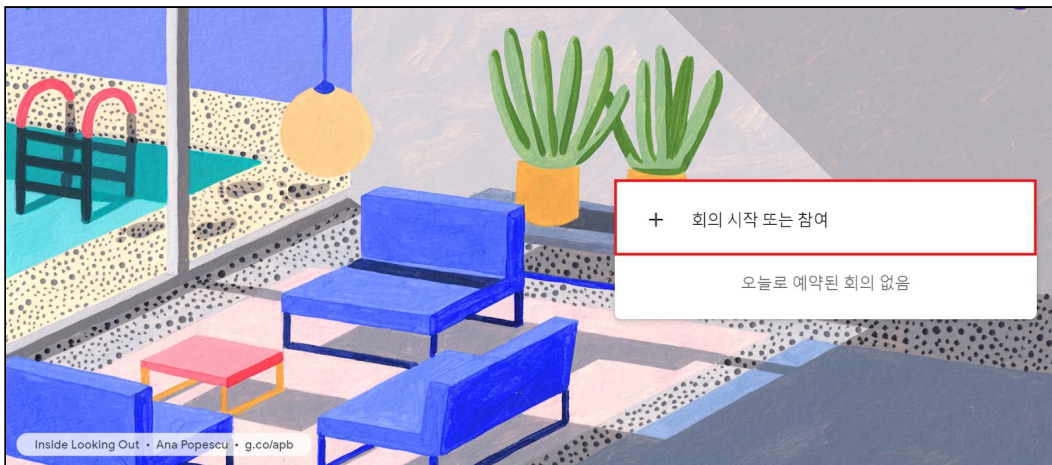 + 회의 시작 또는 참여
오늘로 예약된 회의 없음
Inside Looking Out • Ana Popescu • g.co/apb